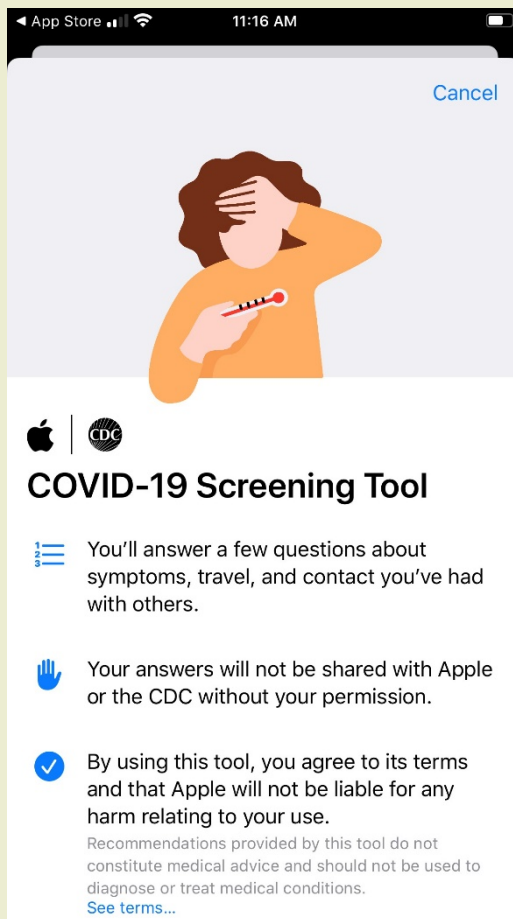 ◀ App Store
11:16 AM
Cancel
CDC
COVID-19 Screening Tool
1
2
3
You’ll answer a few questions about
symptoms, travel, and contact you’ve had
with others.
Your answers will not be shared with Apple
or the CDC without your permission.
By using this tool, you agree to its terms
and that Apple will not be liable for any
harm relating to your use.
Recommendations provided by this tool do not
constitute medical advice and should not be used to
diagnose or treat medical conditions.
See terms...